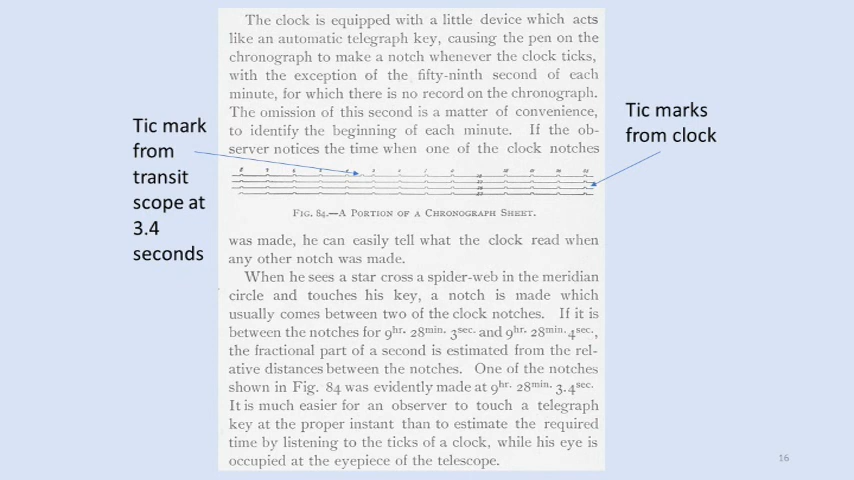 The clock is equipped with a little device which acts
like an automatic telegraph key, causing the pen on the
chronograph to make a notch whenever the clock ticks,
with the exception of the fifty-ninth second of each
minute, for which there is no record on the chronograph.
The omission of this second is a matter of convenience,
to identify the beginning of each minute. If the ob-
server notices the time when one of the clock notches
Tic mark
from
transit
scope at
3.4
seconds
Tic marks
from clock
FIG. 84.—A PORTION OF A CHRONOGRAPH SHEET.
was made, he can easily tell what the clock read when
any other notch was made.
When he sees a star cross a spider-web in the meridian
circle and touches his key, a notch is made which
usually comes between two of the clock notches. If it is
between the notches for 9hr. 28min. 3sec. and 9hr. 28min. 4sec.,
the fractional part of a second is estimated from the rel-
ative distances between the notches. One of the notches
shown in Fig. 84 was evidently made at 9hr. 28min. 3.4sec.
It is much easier for an observer to touch a telegraph
key at the proper instant than to estimate the required
time by listening to the ticks of a clock, while his eye is
occupied at the eyepiece of the telescope.
16